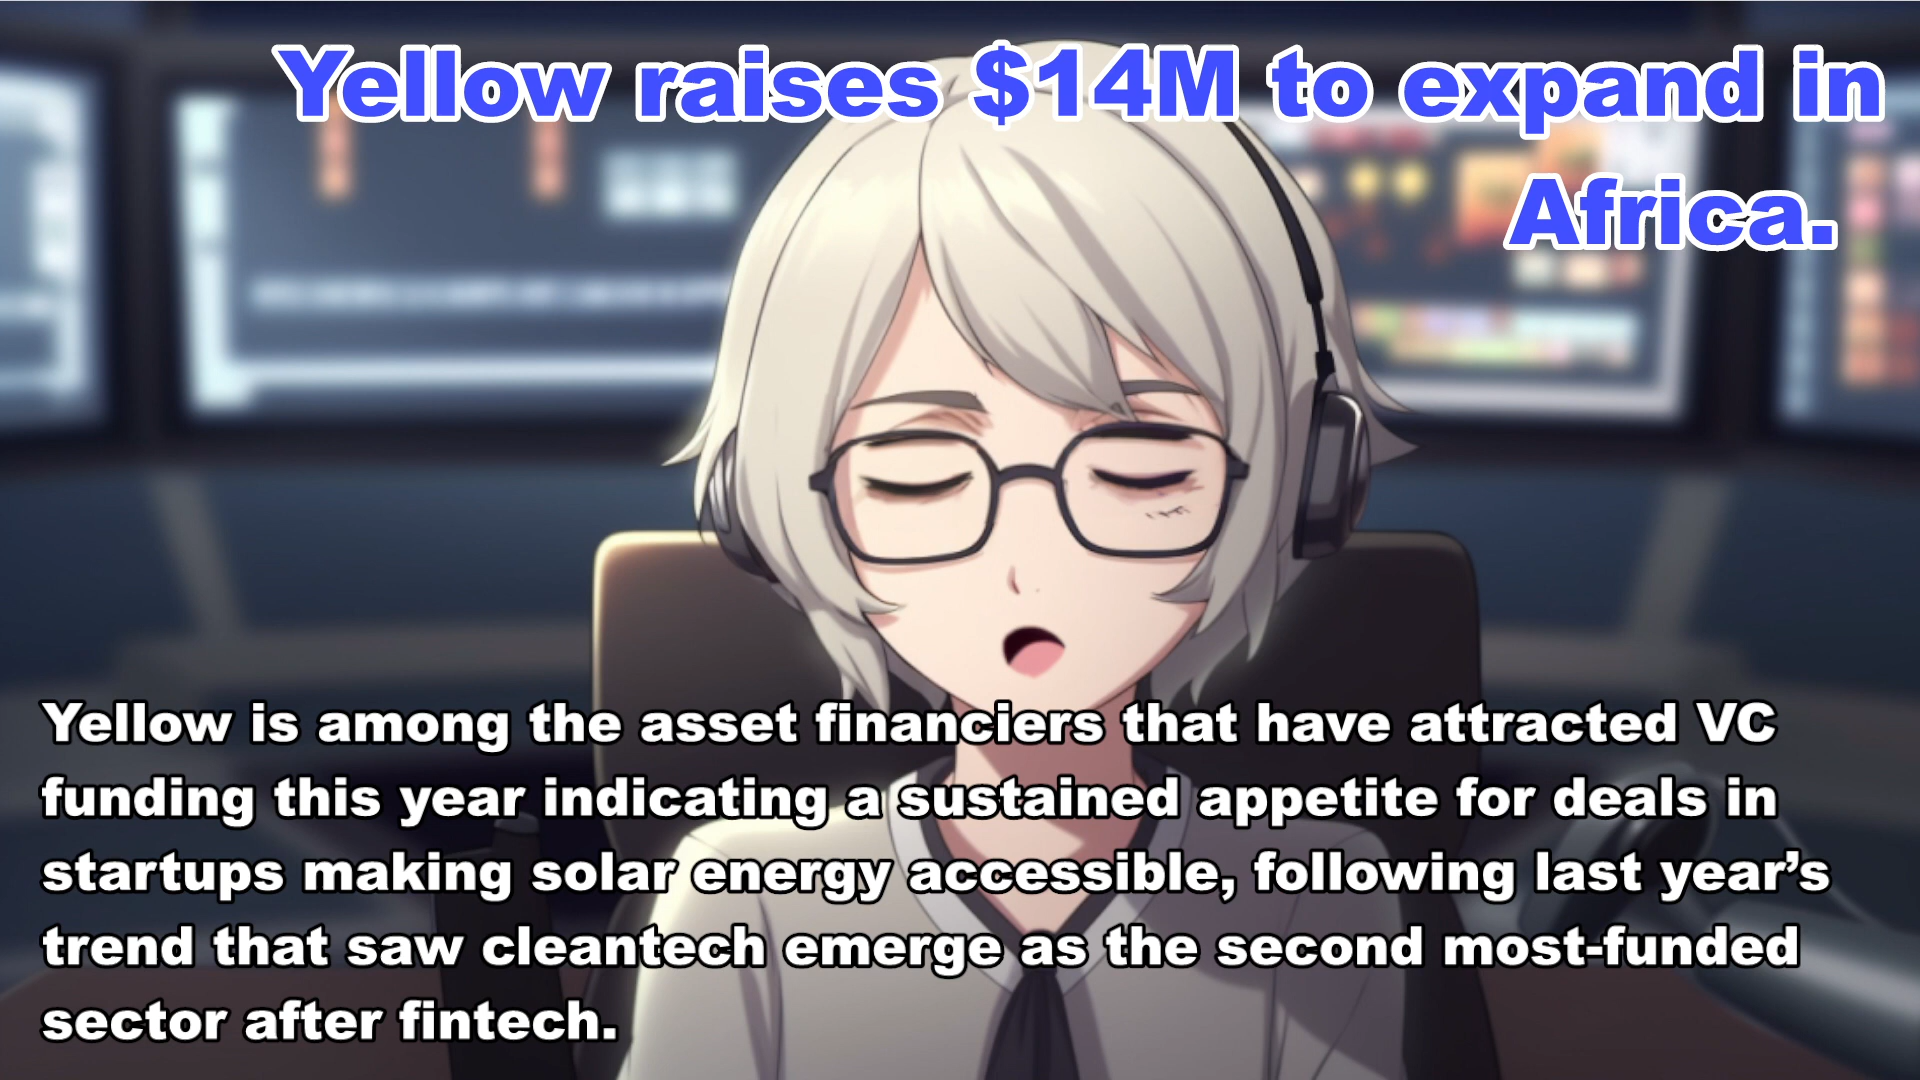 Yellow raises $14M to expand in
Africa.
Yellow is among the asset financiers that have attracted VC
funding this year indicating a sustained appetite for deals in
startups making solar energy accessible, following last year’s
trend that saw cleantech emerge as the second most-funded
sector after fintech.